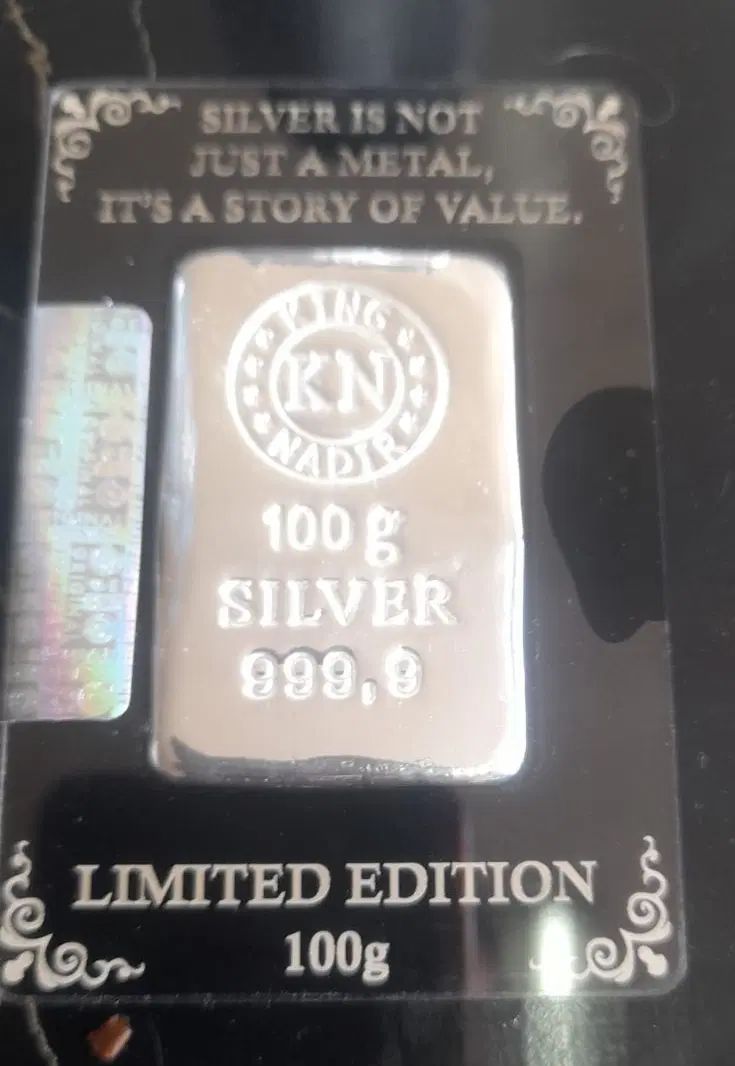 SILVER IS NOT
JUST A METAL,
IT'S A STORY OF VALUE.
KING
KN
NADIR
100 g
SILVER
999,9
LIMITED EDITION
100g